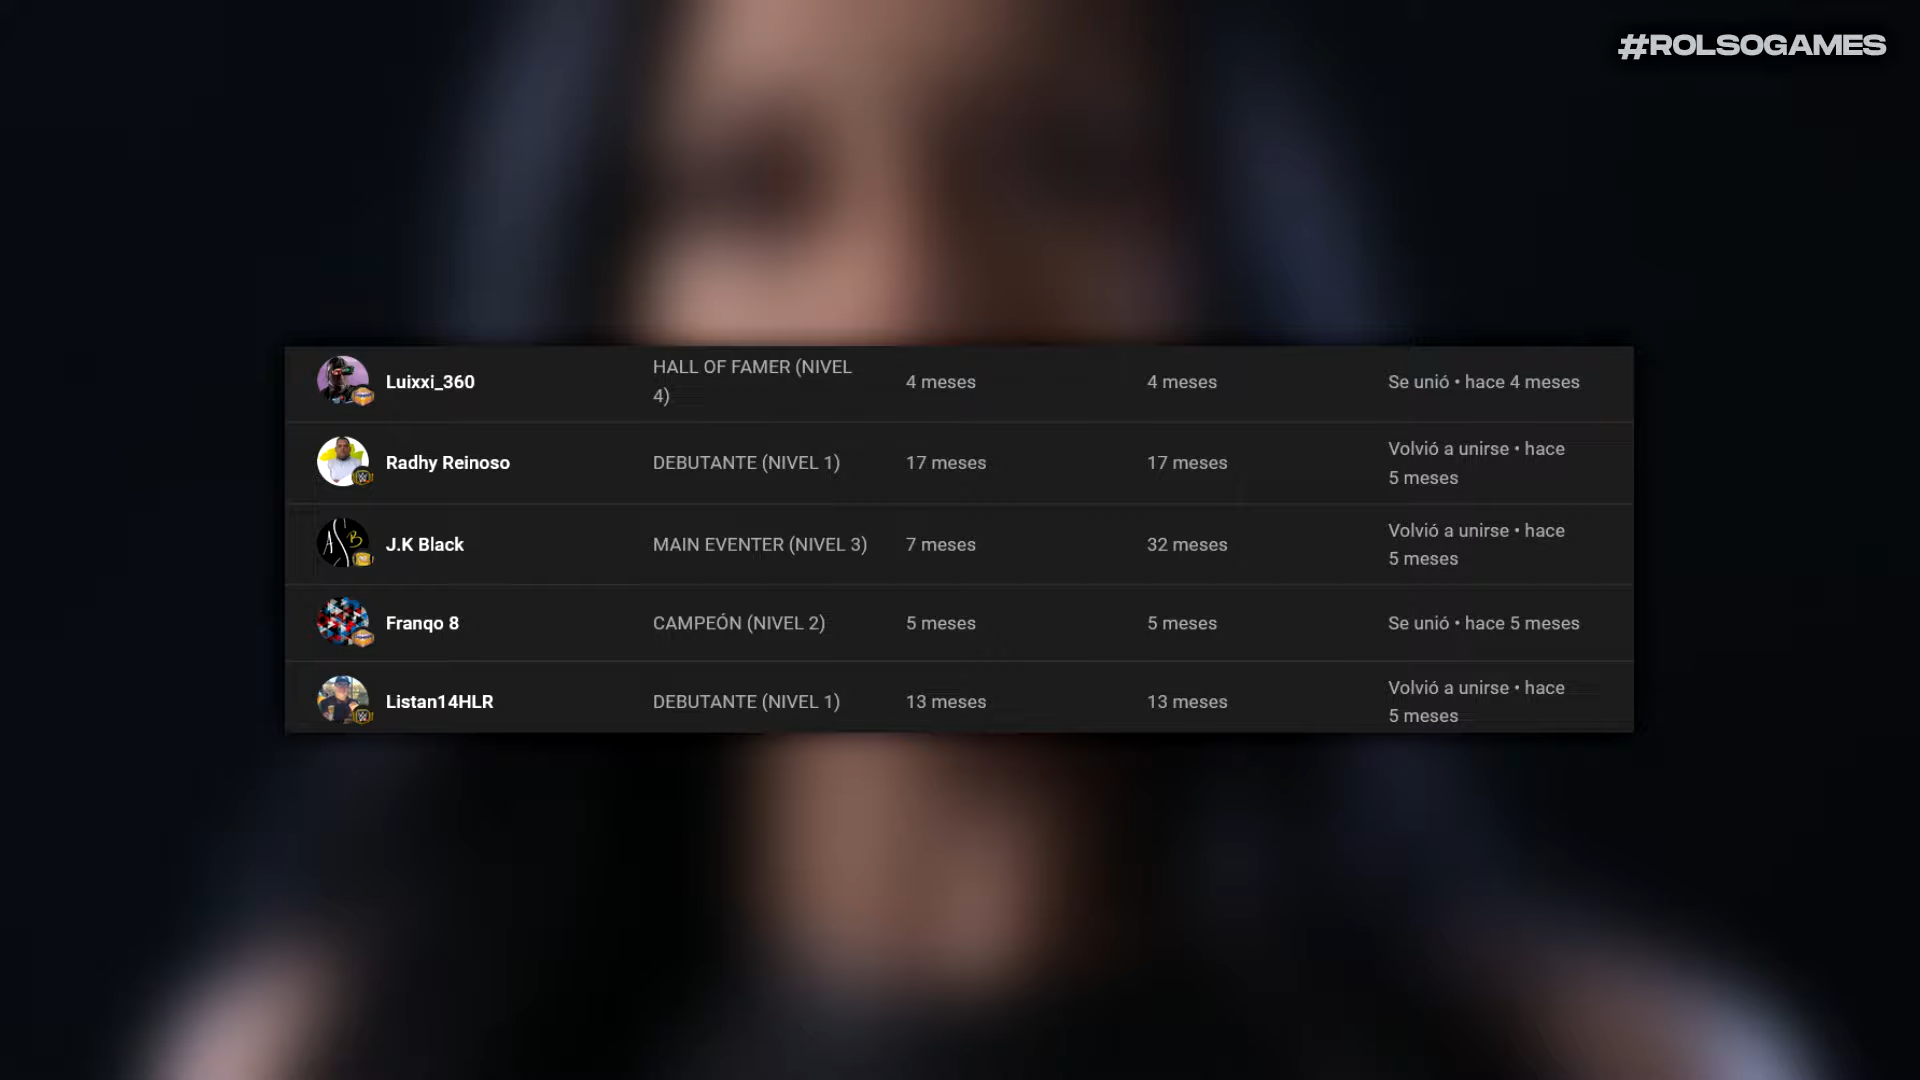 #ROLSOGAMES
Luixxi_360
HALL OF FAMER (NIVEL
4)
4 meses
4 meses
Se unió • hace 4 meses
Radhy Reinoso
DEBUTANTE (NIVEL 1)
17 meses
17 meses
Volvió a unirse • hace
5 meses
J.K Black
MAIN EVENTER (NIVEL 3)
7 meses
32 meses
Volvió a unirse • hace
5 meses
Franqo 8
CAMPEÓN (NIVEL 2)
5 meses
5 meses
Se unió • hace 5 meses
Listan14HLR
DEBUTANTE (NIVEL 1)
13 meses
13 meses
Volvió a unirse • hace
5 meses